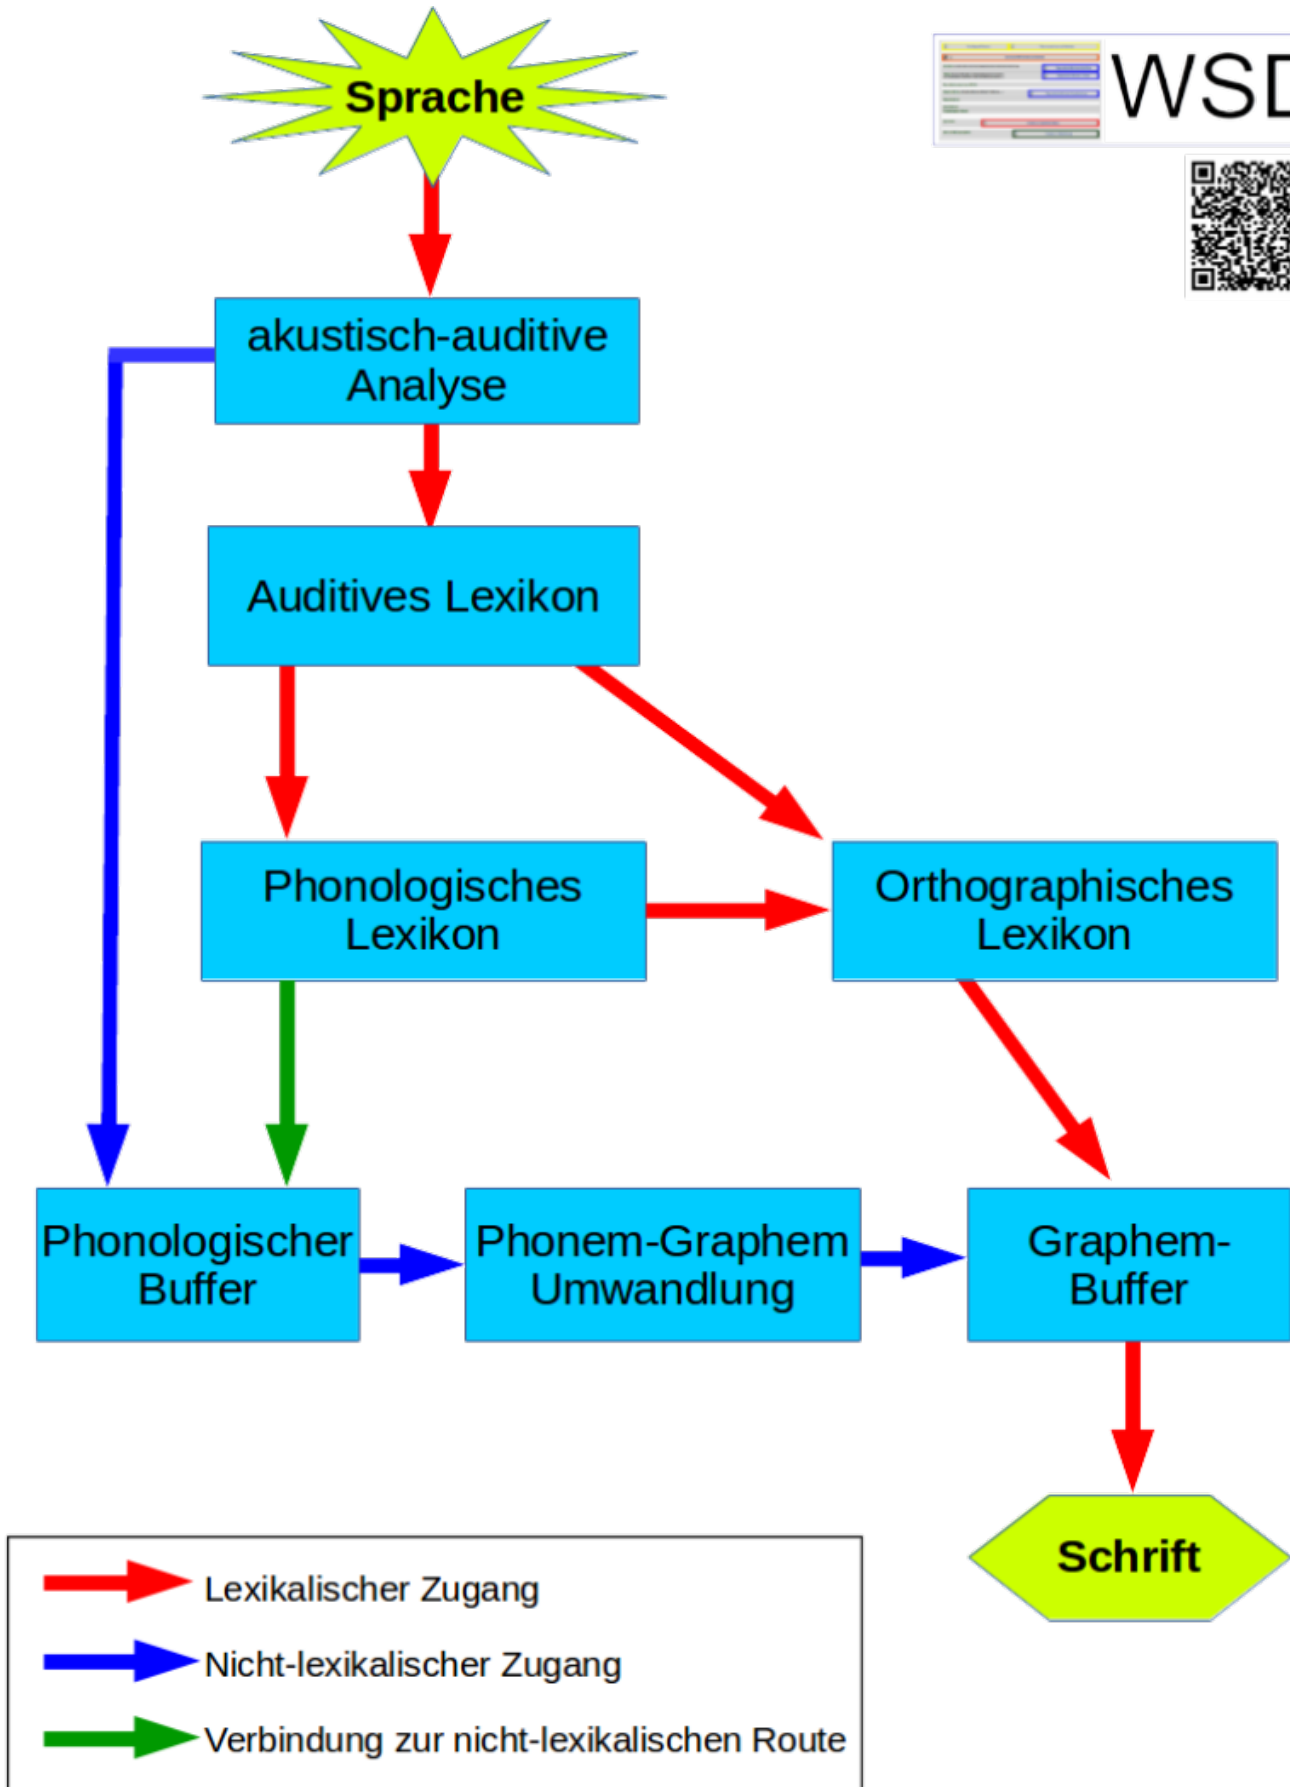 Sprache
WSD
akustisch-auditive
Analyse
Auditives Lexikon
Phonologisches
Lexikon
Orthographisches
Lexikon
Phonologischer
Buffer
Phonem-Graphem
Umwandlung
Graphem-
Buffer
Schrift
Lexikalischer Zugang
Nicht-lexikalischer Zugang
Verbindung zur nicht-lexikalischen Route